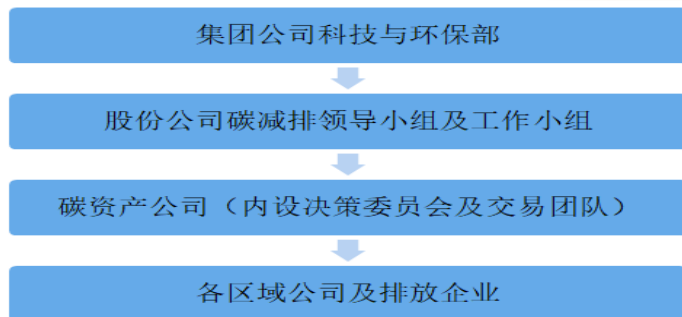 集团公司科技与环保部
股份公司碳减排领导小组及工作小组
碳资产公司（内设决策委员会及交易团队）
各区域公司及排放企业